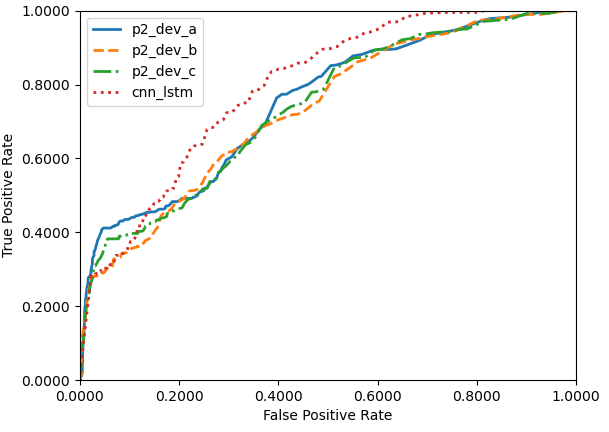 1.0000
0.8000
0.6000
0.4000
0.2000
0.0000
True Positive Rate
p2_dev_a
p2_dev_b
p2_dev_c
cnn_lstm
0.0000 0.2000 0.4000 0.6000 0.8000 1.0000
False Positive Rate